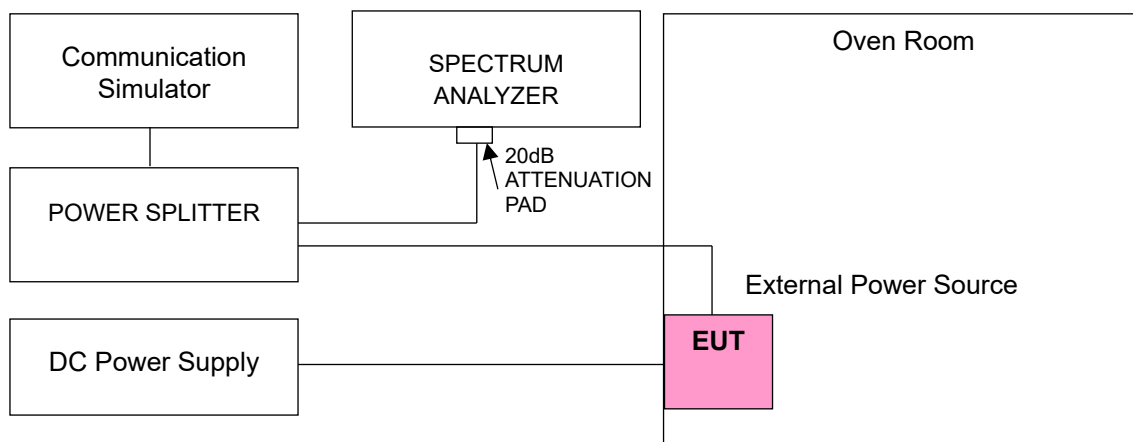 Communication
Simulator
SPECTRUM
ANALYZER
Oven Room
20dB
ATTENUATION
PAD
POWER SPLITTER
External Power Source
EUT
DC Power Supply